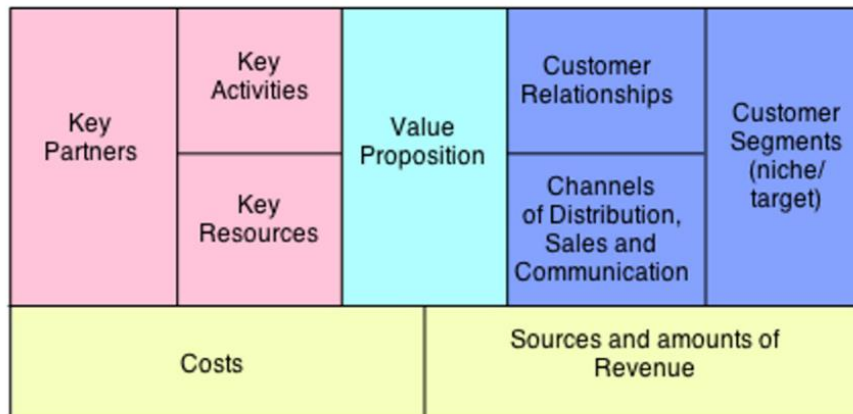 Key
Partners
Key
Activities
Key
Resources
Value
Proposition
Customer
Relationships
Channels
of Distribution,
Sales and
Communication
Customer
Segments
(niche/
target)
Costs
Sources and amounts of
Revenue